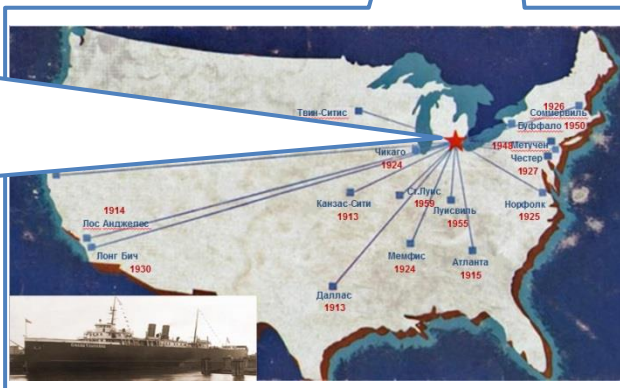 Твин-Ситис
1926
Соммервиль
Буффало 1950
1948
Метучен
Честер
1927
Чикаго
1924
Ст.Луис
1959
Канзас-Сити
1913
Луисвиль
1955
Норфолк
1925
1914
Лос Анджелес
Лонг Бич
1930
Мемфис
1924
Атланта
1915
Даллас
1913